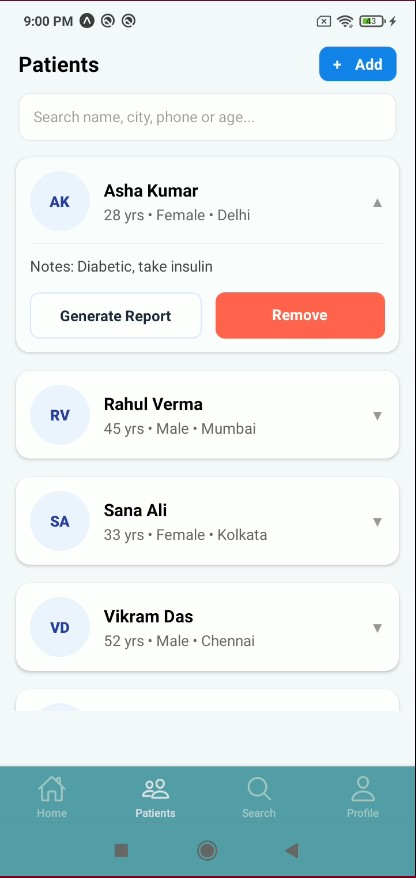 9:00 PM
43
Patients
+ Add
Search name, city, phone or age...
AK
Asha Kumar
28 yrs • Female • Delhi
▲
Notes: Diabetic, take insulin
Generate Report
Remove
RV
Rahul Verma
45 yrs • Male • Mumbai
▼
SA
Sana Ali
33 yrs • Female • Kolkata
▼
VD
Vikram Das
52 yrs • Male • Chennai
▼
Home
Patients
Search
Profile